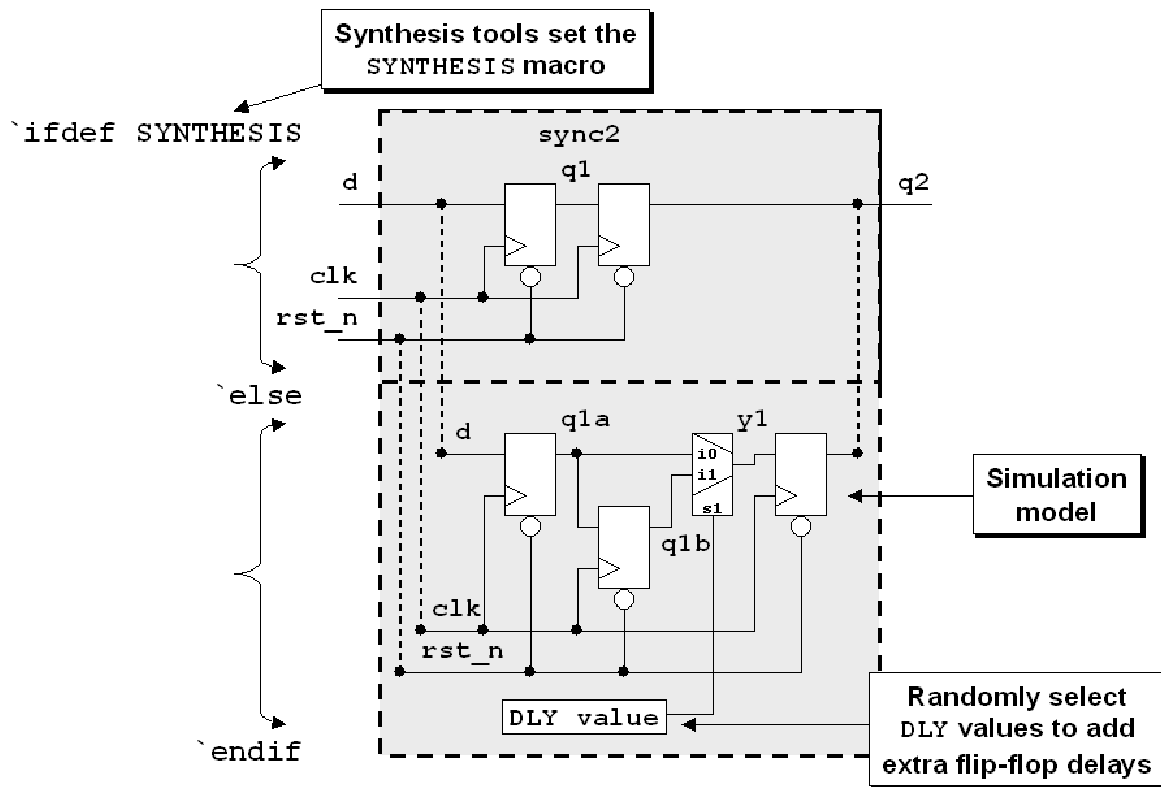 Synthesis tools set the
SYNTHESIS macro
`ifdef SYNTHESIS
sync2
q1
d
q2
clk
rst_n
`else
q1a
y1
d
i0
i1
s1
Simulation
model
q1b
clk
rst_n
DLY value
Randomly select
DLY values to add
extra flip-flop delays
`endif